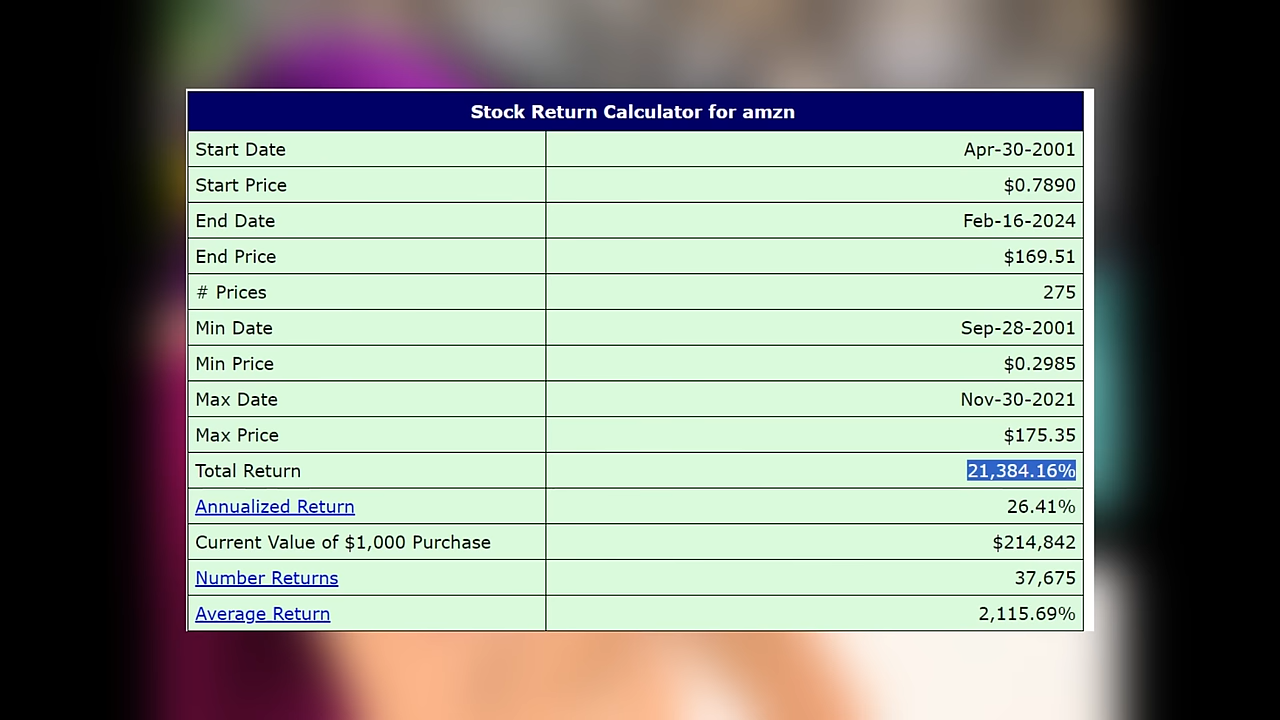 Stock Return Calculator for amzn
Start Date Apr-30-2001
Start Price $0.7890
End Date Feb-16-2024
End Price $169.51
# Prices 275
Min Date Sep-28-2001
Min Price $0.2985
Max Date Nov-30-2021
Max Price $175.35
Total Return 21,384.16%
Annualized Return 26.41%
Current Value of $1,000 Purchase $214,842
Number Returns 37,675
Average Return 2,115.69%